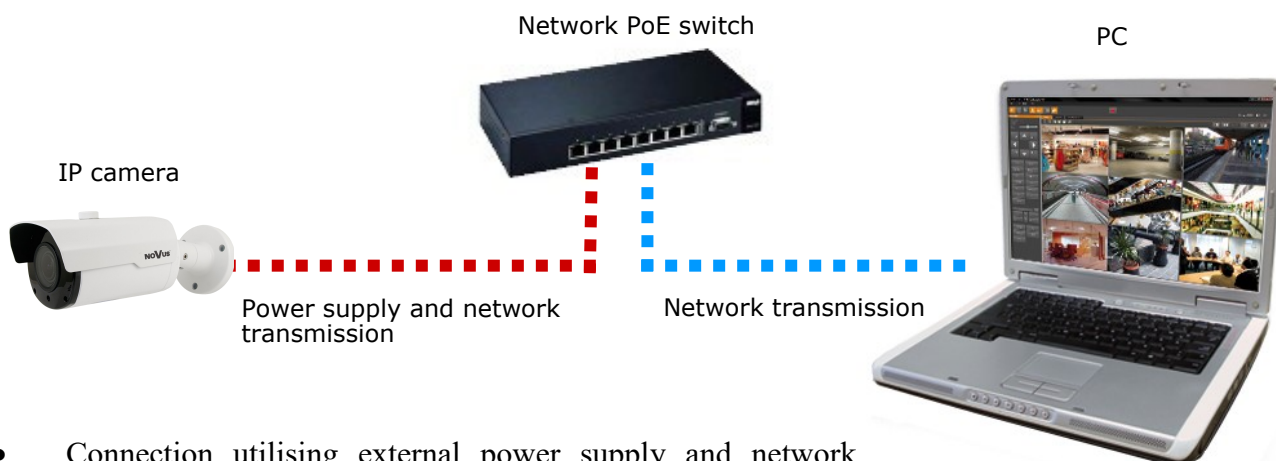 Network PoE switch
PC
IP camera
NOVUS
Power supply and network
transmission
Network transmission
• Connection utilising external power supply and network